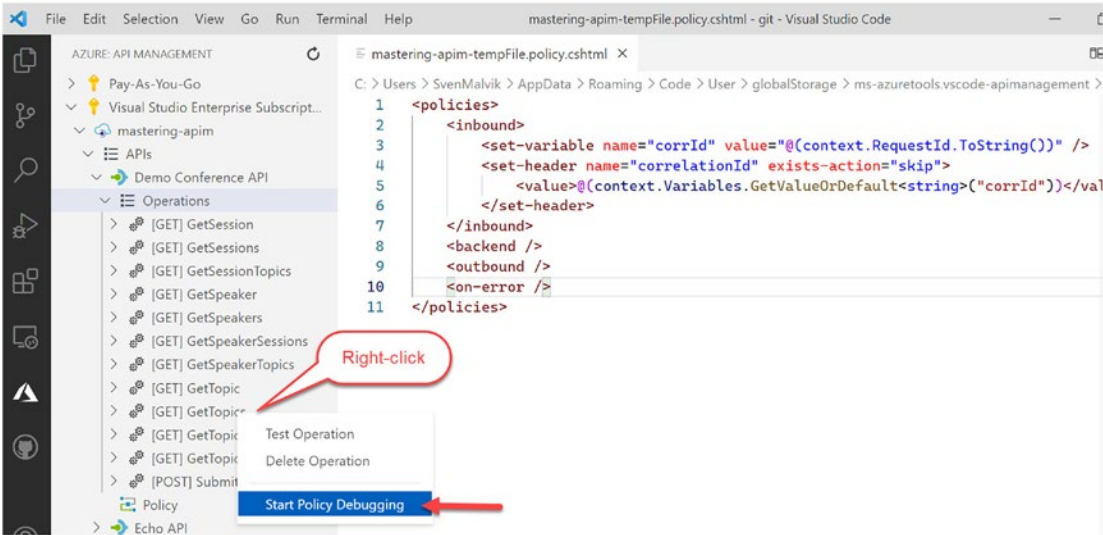 File Edit Selection View Go Run Terminal Help mastering-apim-tempFile.policy.cshtml - git - Visual Studio Code
AZURE: API MANAGEMENT
Pay-As-You-Go
Visual Studio Enterprise Subscript...
mastering-apim
APIs
Demo Conference API
Operations
[GET] GetSession
[GET] GetSessions
[GET] GetSessionTopics
[GET] GetSpeaker
[GET] GetSpeakers
[GET] GetSpeakerSessions
[GET] GetSpeakerTopics
[GET] GetTopic
[GET] GetTopics
[GET] GetTopic
[GET] GetTopic
[POST] Submit
Policy
Echo API
mastering-apim-tempFile.policy.cshtml
C: > Users > SvenMalvik > AppData > Roaming > Code > User > globalStorage > ms-azuretools.vscode-apimanagement >
1 <policies>
2 <inbound>
3 <set-variable name="corrId" value="@(context.RequestId.ToString())" />
4 <set-header name="correlationId" exists-action="skip">
5 <value>@(context.Variables.GetValueOrDefault<string>("corrId"))</val
6 </set-header>
7 </inbound>
8 <backend />
9 <outbound />
10 <on-error />
11 </policies>
Right-click
Test Operation
Delete Operation
Start Policy Debugging